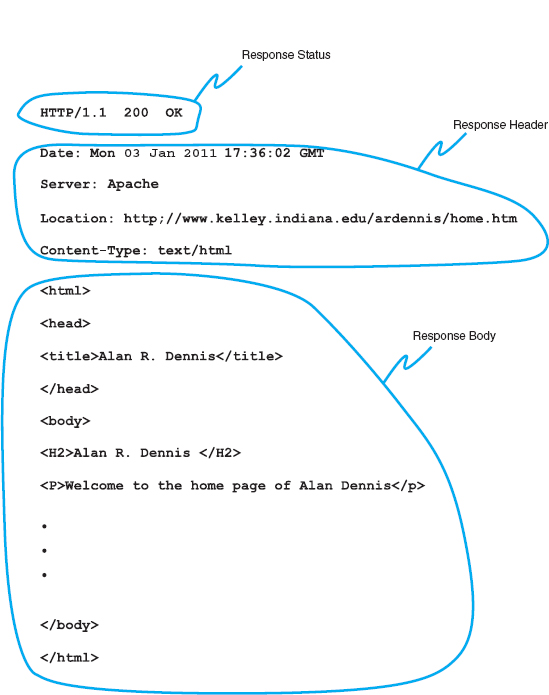 Response Status
HTTP/1.1 200 OK
Response Header
Date: Mon 03 Jan 2011 17:36:02 GMT
Server: Apache
Location: http;//www.kelley.indiana.edu/ardennis/home.htm
Content-Type: text/html
<html>
<head>
Response Body
<title>Alan R. Dennis</title>
</head>
<body>
<H2>Alan R. Dennis </H2>
<P>Welcome to the home page of Alan Dennis</p>
•
•
•
</body>
</html>